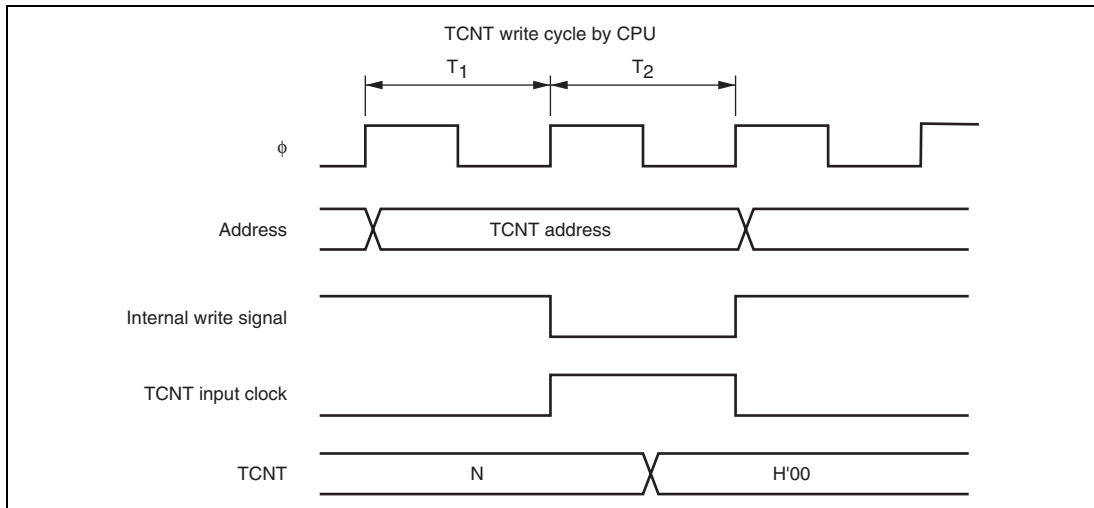 TCNT write cycle by CPU
T1 T2
φ
Address TCNT address
Internal write signal
TCNT input clock
TCNT N H'00